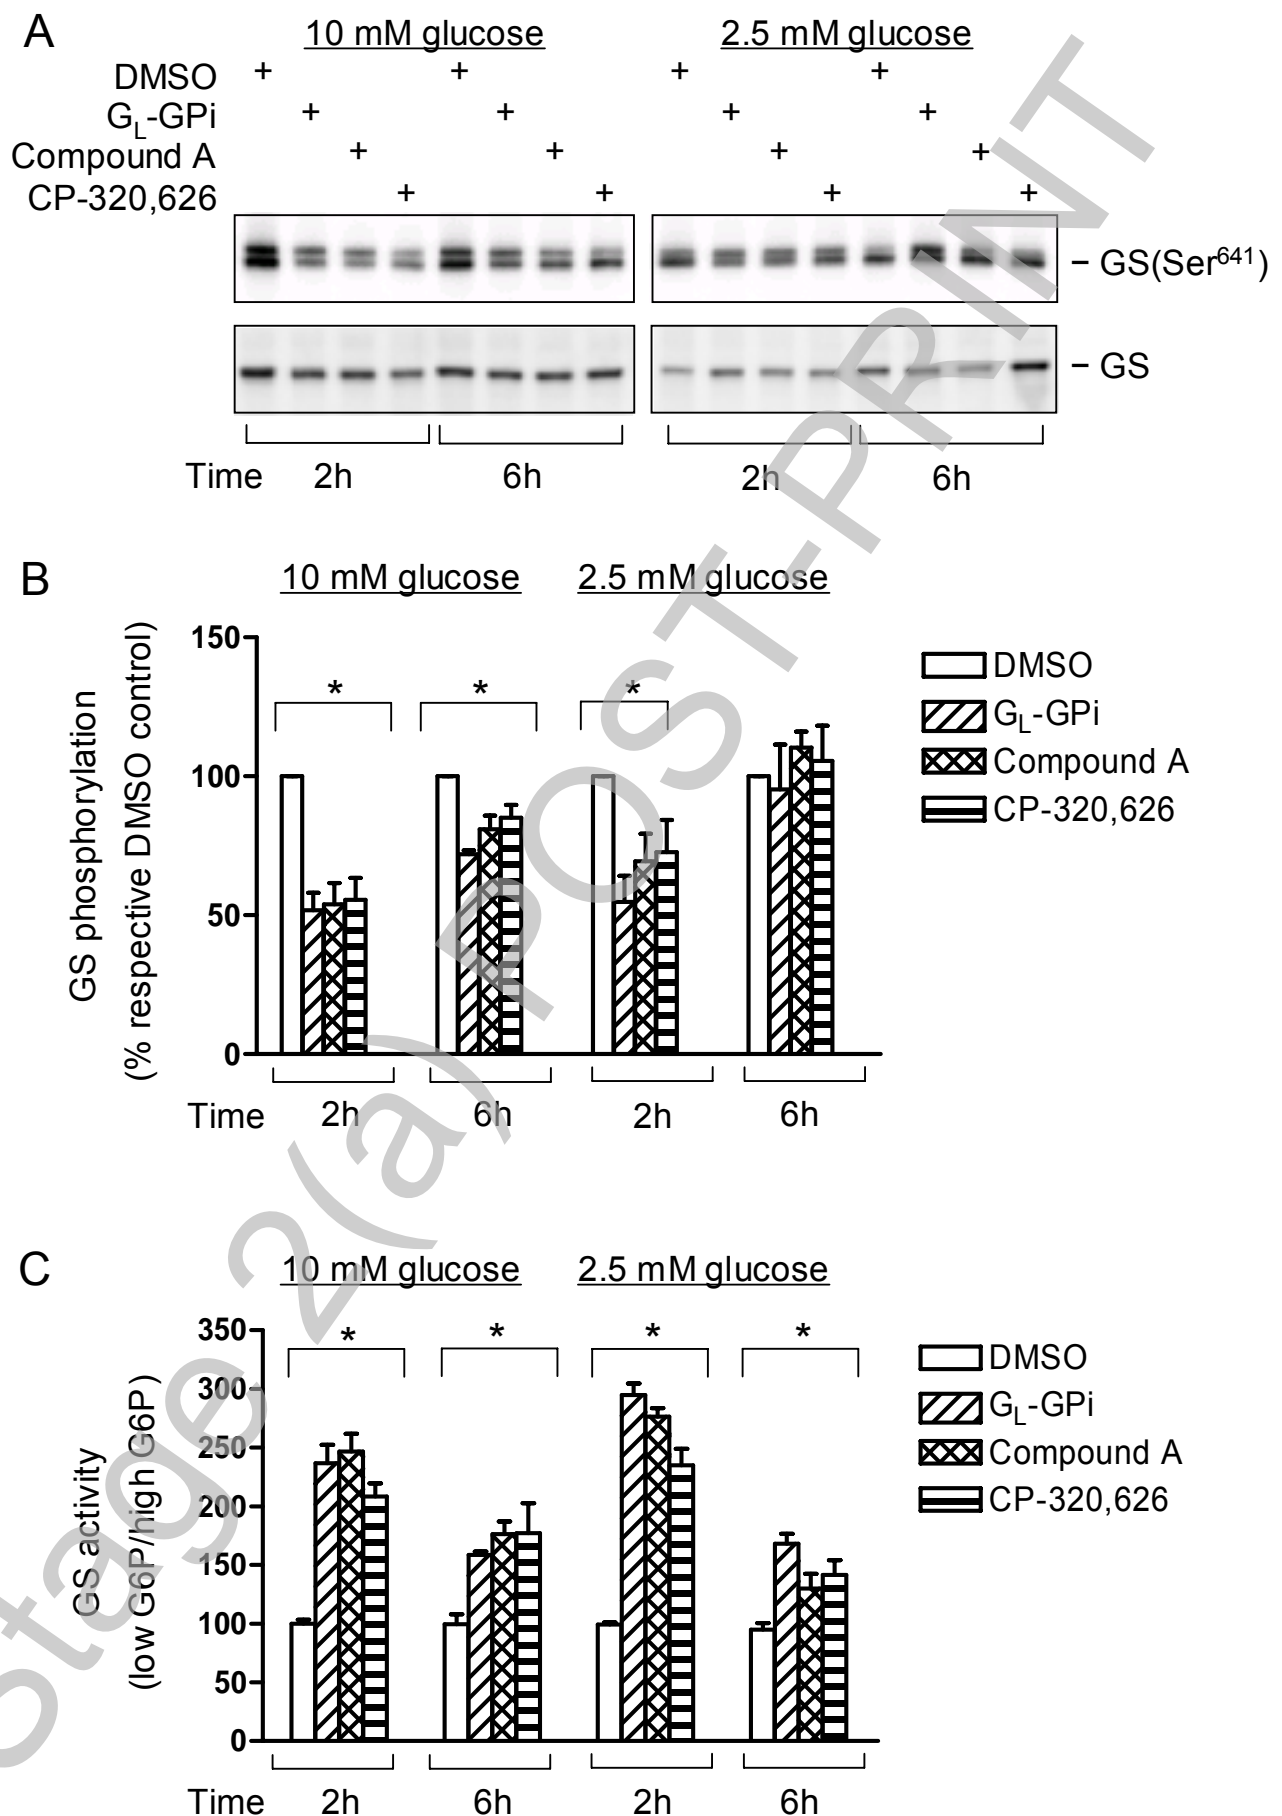 A
10 mM glucose 2.5 mM glucose
DMSO + + + +
GL-GPi + + + +
Compound A + + + +
CP-320,626 + + + +
– GS(Ser641)
– GS
Time 2h 6h 2h 6h
B
10 mM glucose 2.5 mM glucose
GS phosphorylation
(% respective DMSO control)
150
100
50
0
* * *
DMSO
GL-GPi
Compound A
CP-320,626
Time 2h 6h 2h 6h
C
10 mM glucose 2.5 mM glucose
GS activity
(low G6P/high G6P)
350
300
250
200
150
100
50
0
* * * *
DMSO
GL-GPi
Compound A
CP-320,626
Time 2h 6h 2h 6h
Stage 2(a) POST-PRINT